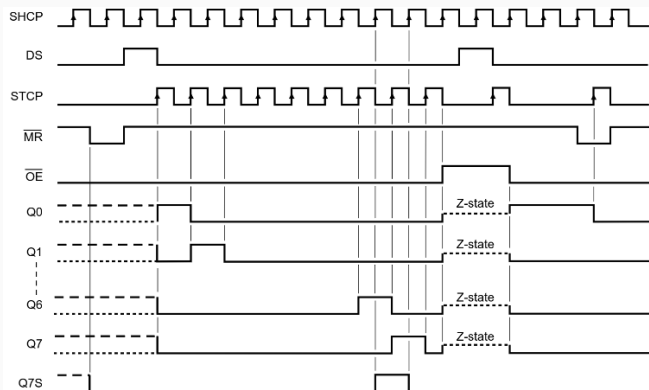 SHCP
DS
STCP
MR
OE
Q0 Z-state
Q1 Z-state
Q6 Z-state
Q7 Z-state
Q7S